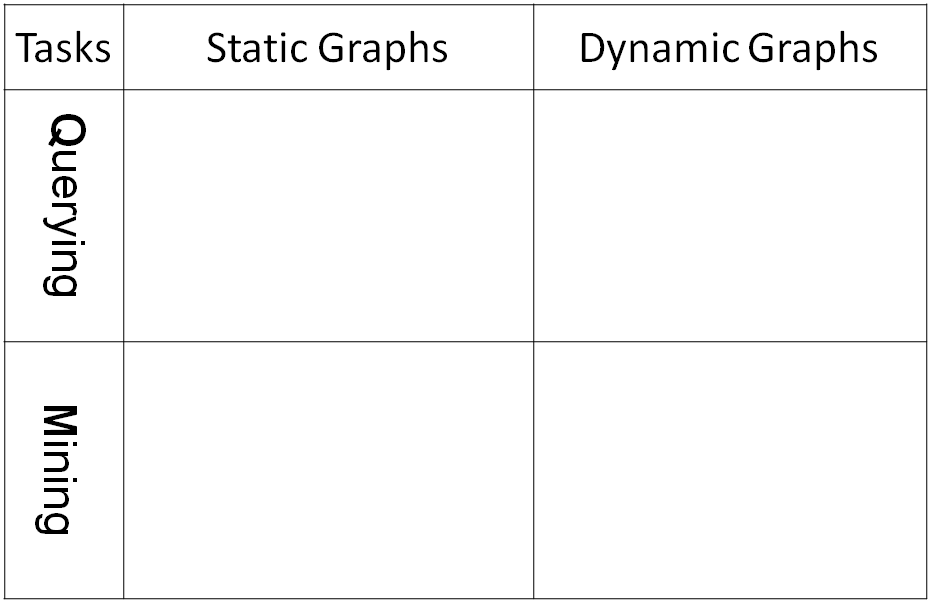 Tasks
Static Graphs
Dynamic Graphs
Querying
Mining